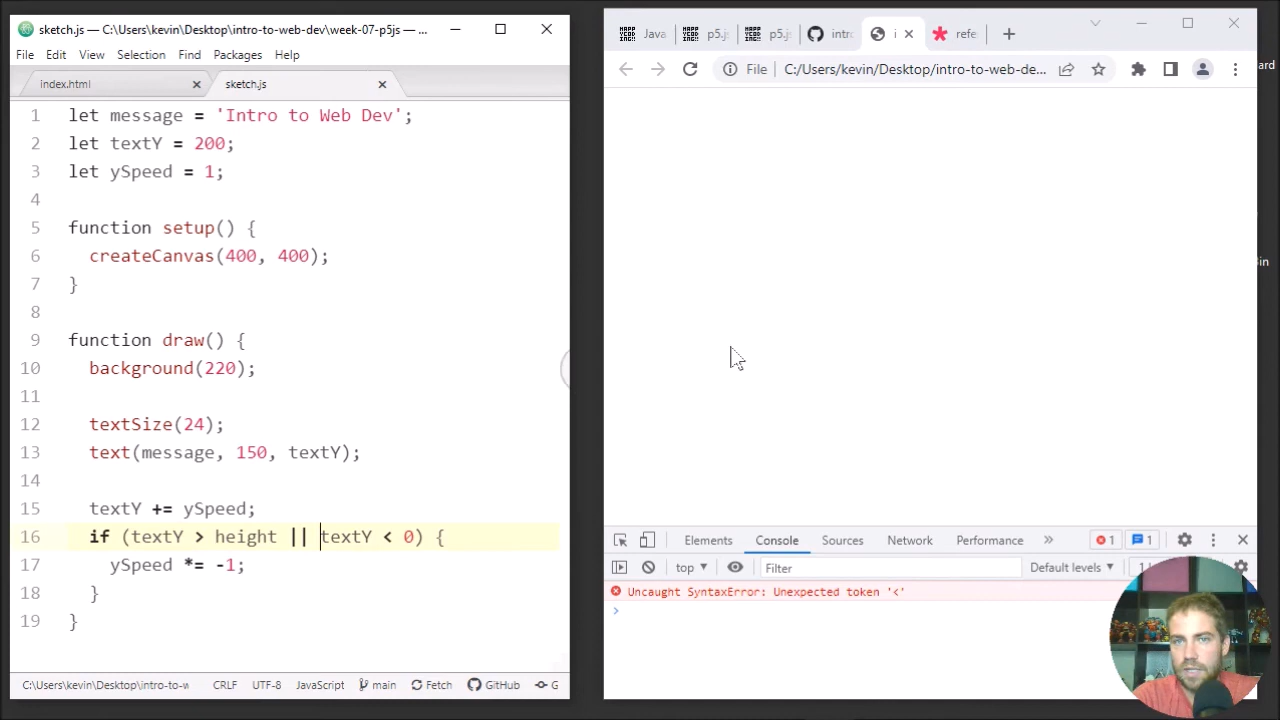 sketch.js — C:\Users\kevin\Desktop\intro-to-web-dev\week-07-p5js — ...
File Edit View Selection Find Packages Help
index.html sketch.js
1 let message = 'Intro to Web Dev';
2 let textY = 200;
3 let ySpeed = 1;
4
5 function setup() {
6 createCanvas(400, 400);
7 }
8
9 function draw() {
10 background(220);
11
12 textSize(24);
13 text(message, 150, textY);
14
15 textY += ySpeed;
16 if (textY > height || textY < 0) {
17 ySpeed *= -1;
18 }
19 }
C:\Users\kevin\Desktop\intro-to-w CRLF UTF-8 JavaScript main Fetch GitHub G
Java p5.js p5.j intro i refe
File C:/Users/kevin/Desktop/intro-to-web-de...
Elements Console Sources Network Performance » 1 1
top Filter Default levels
Uncaught SyntaxError: Unexpected token '<'
ard
in